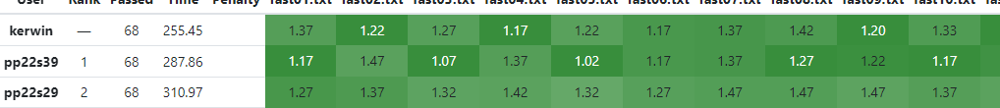 User Rank Passed Time Penalty fast01.txt fast02.txt fast03.txt fast04.txt fast05.txt fast06.txt fast07.txt fast08.txt fast09.txt fast10.txt
kerwin — 68 255.45 1.37 1.22 1.27 1.17 1.22 1.17 1.37 1.42 1.20 1.33
pp22s39 1 68 287.86 1.17 1.47 1.07 1.37 1.02 1.17 1.37 1.27 1.22 1.17
pp22s29 2 68 310.97 1.27 1.37 1.32 1.42 1.32 1.27 1.47 1.47 1.47 1.37